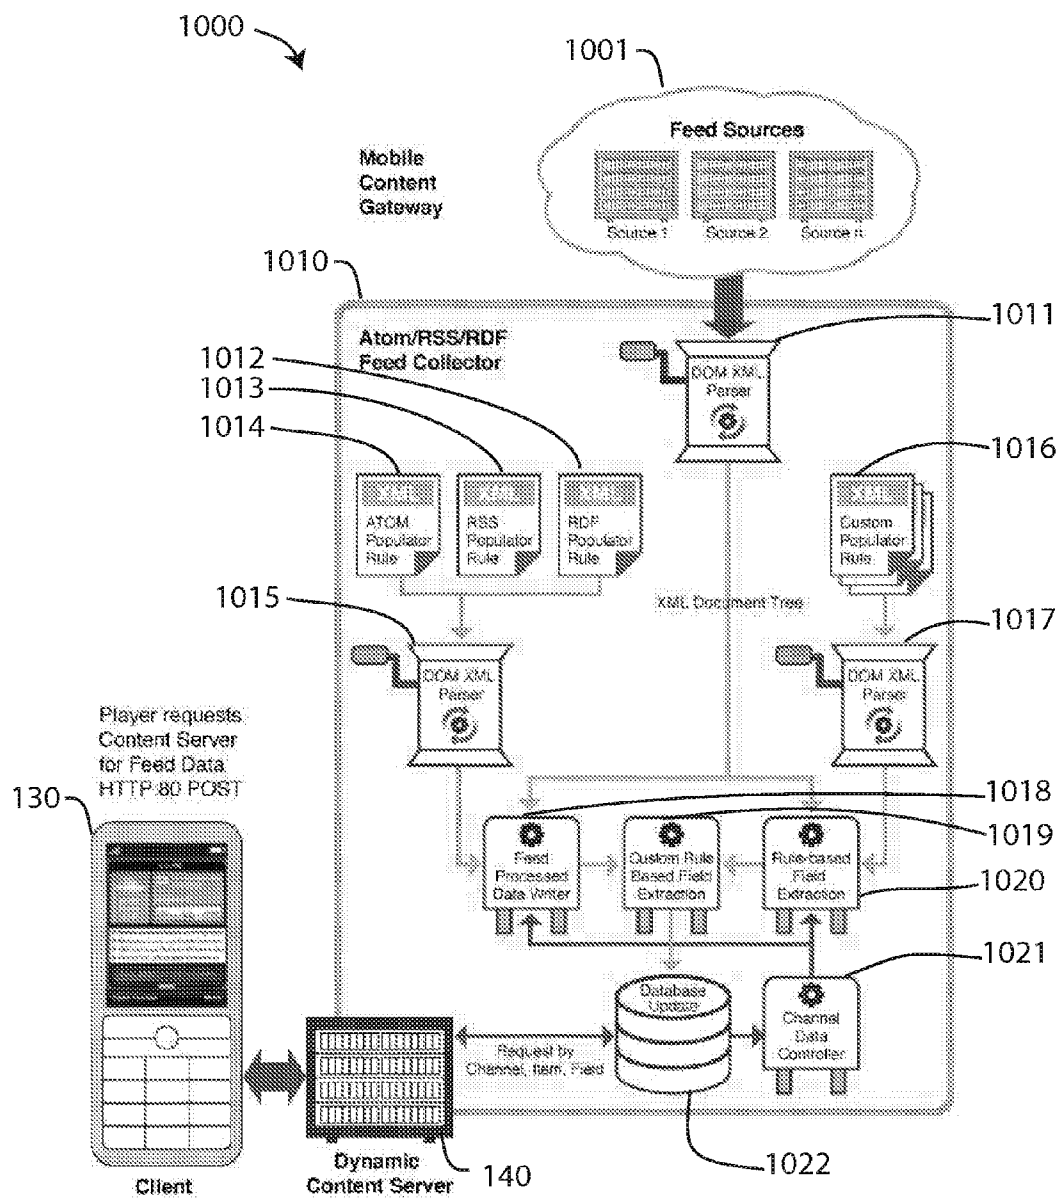 1000
1001
Feed Sources
Mobile
Content
Gateway
Source 1
Source 2
Source n
1010
1011
Atom/RSS/RDF
Feed Collector
1012
1013
1014
DOM XML
Parser
1016
XML
ATOM
Populator
Rule
XML
RSS
Populator
Rule
XML
RDF
Populator
Rule
XML
Custom
Populator
Rule
XML Document Tree
1015
1017
DOM XML
Parser
DOM XML
Parser
Player requests
Content Server
for Feed Data
HTTP 80 POST
130
1018
1019
Feed
Processed
Data Writer
Custom Rule
Based Field
Extraction
Rule-based
Field
Extraction
1020
1021
Database
Update
Channel
Data
Controller
Request by
Channel, Item, Field
1022
140
Client
Dynamic
Content Server